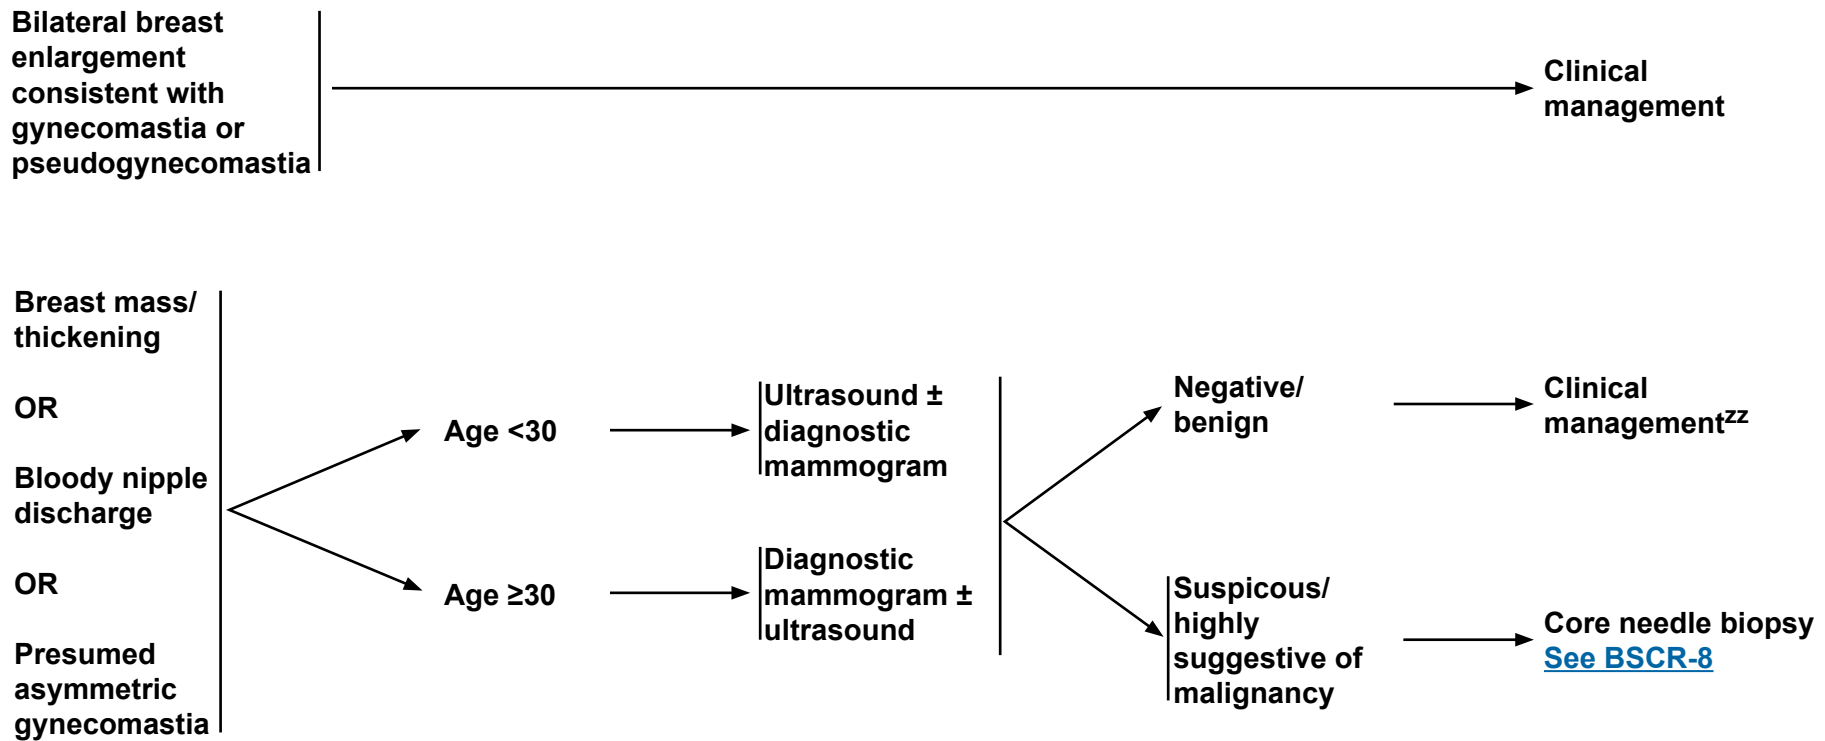 Bilateral breast
enlargement
consistent with
gynecomastia or
pseudogynecomastia
Clinical
management
Breast mass/
thickening
OR
Bloody nipple
discharge
OR
Presumed
asymmetric
gynecomastia
Age <30
Age ≥30
Ultrasound ±
diagnostic
mammogram
Diagnostic
mammogram ±
ultrasound
Negative/
benign
Suspicous/
highly
suggestive of
malignancy
Clinical
managementzz
Core needle biopsy
See BSCR-8